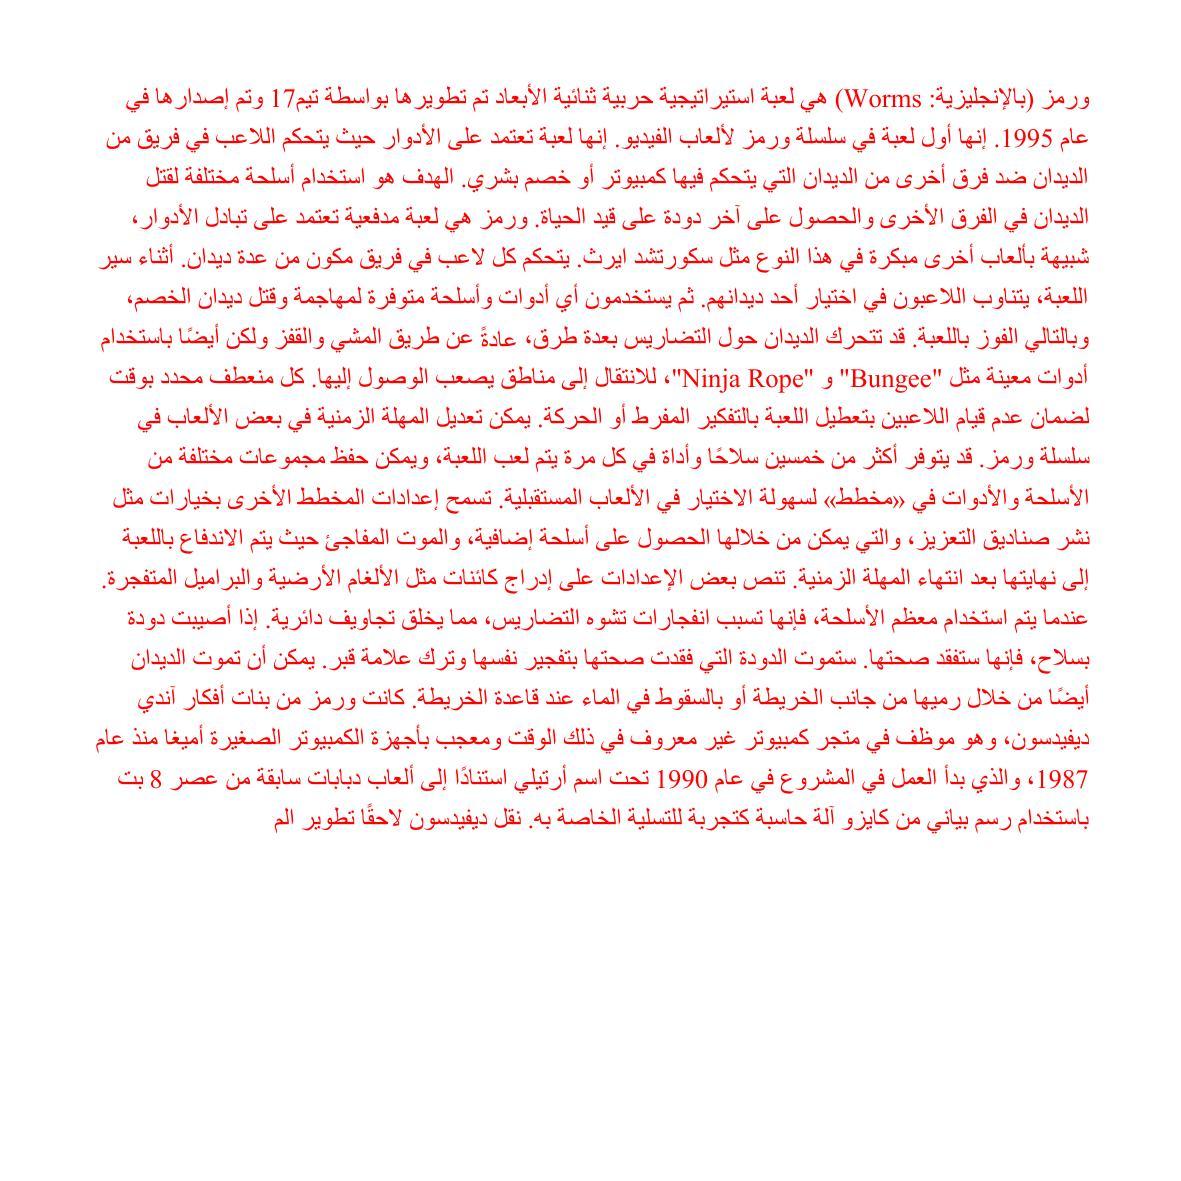 ورمز (بالإنجليزية: Worms) هي لعبة استيراتيجية حربية ثنائية الأبعاد تم تطويرها بواسطة تيم17 وتم إصدارها في
عام 1995. إنها أول لعبة في سلسلة ورمز لألعاب الفيديو. إنها لعبة تعتمد على الأدوار حيث يتحكم اللاعب في فريق من
الديدان ضد فرق أخرى من الديدان التي يتحكم فيها كمبيوتر أو خصم بشري. الهدف هو استخدام أسلحة مختلفة لقتل
الديدان في الفرق الأخرى والحصول على آخر دودة على قيد الحياة. ورمز هي لعبة مدفعية تعتمد على تبادل الأدوار،
شبيهة بألعاب أخرى مبكرة في هذا النوع مثل سكورتشد ايرث. يتحكم كل لاعب في فريق مكون من عدة ديدان. أثناء سير
اللعبة، يتناوب اللاعبون في اختيار أحد ديدانهم. ثم يستخدمون أي أدوات وأسلحة متوفرة لمهاجمة وقتل ديدان الخصم،
وبالتالي الفوز باللعبة. قد تتحرك الديدان حول التضاريس بعدة طرق، عادةً عن طريق المشي والقفز ولكن أيضًا باستخدام
أدوات معينة مثل "Bungee" و "Ninja Rope"، للانتقال إلى مناطق يصعب الوصول إليها. كل منعطف محدد بوقت
لضمان عدم قيام اللاعبين بتعطيل اللعبة بالتفكير المفرط أو الحركة. يمكن تعديل المهلة الزمنية في بعض الألعاب في
سلسلة ورمز. قد يتوفر أكثر من خمسين سلاحًا وأداة في كل مرة يتم لعب اللعبة، ويمكن حفظ مجموعات مختلفة من
الأسلحة والأدوات في «مخطط» لسهولة الاختيار في الألعاب المستقبلية. تسمح إعدادات المخطط الأخرى بخيارات مثل
نشر صناديق التعزيز، والتي يمكن من خلالها الحصول على أسلحة إضافية، والموت المفاجئ حيث يتم الاندفاع باللعبة
إلى نهايتها بعد انتهاء المهلة الزمنية. تنص بعض الإعدادات على إدراج كائنات مثل الألغام الأرضية والبراميل المتفجرة.
عندما يتم استخدام معظم الأسلحة، فإنها تسبب انفجارات تشوه التضاريس، مما يخلق تجاويف دائرية. إذا أصيبت دودة
بسلاح، فإنها ستفقد صحتها. ستموت الدودة التي فقدت صحتها بتفجير نفسها وترك علامة قبر. يمكن أن تموت الديدان
أيضًا من خلال رميها من جانب الخريطة أو بالسقوط في الماء عند قاعدة الخريطة. كانت ورمز من بنات أفكار آندي
ديفيدسون، وهو موظف في متجر كمبيوتر غير معروف في ذلك الوقت ومعجب بأجهزة الكمبيوتر الصغيرة أميغا منذ عام
1987، والذي بدأ العمل في المشروع في عام 1990 تحت اسم أرتيلي استنادًا إلى ألعاب دبابات سابقة من عصر 8 بت
باستخدام رسم بياني من كايزو آلة حاسبة كتجربة للتسلية الخاصة به. نقل ديفيدسون لاحقًا تطوير الم